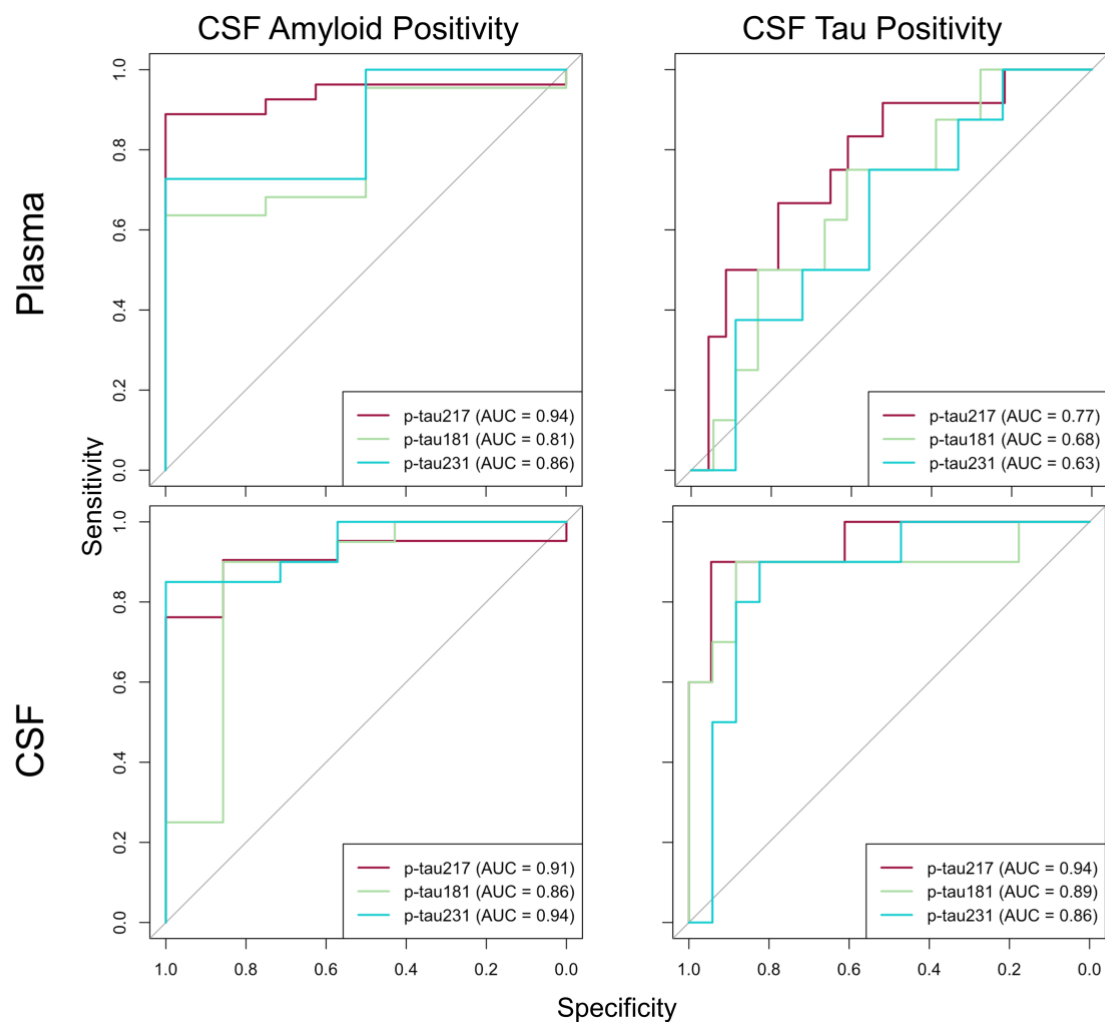 CSF Amyloid Positivity
CSF Tau Positivity
Plasma
CSF
Sensitivity
1.0
0.8
0.6
0.4
0.2
0.0
p-tau217 (AUC = 0.94)
p-tau181 (AUC = 0.81)
p-tau231 (AUC = 0.86)
p-tau217 (AUC = 0.77)
p-tau181 (AUC = 0.68)
p-tau231 (AUC = 0.63)
1.0
0.8
0.6
0.4
0.2
0.0
p-tau217 (AUC = 0.91)
p-tau181 (AUC = 0.86)
p-tau231 (AUC = 0.94)
p-tau217 (AUC = 0.94)
p-tau181 (AUC = 0.89)
p-tau231 (AUC = 0.86)
1.0 0.8 0.6 0.4 0.2 0.0
1.0 0.8 0.6 0.4 0.2 0.0
Specificity